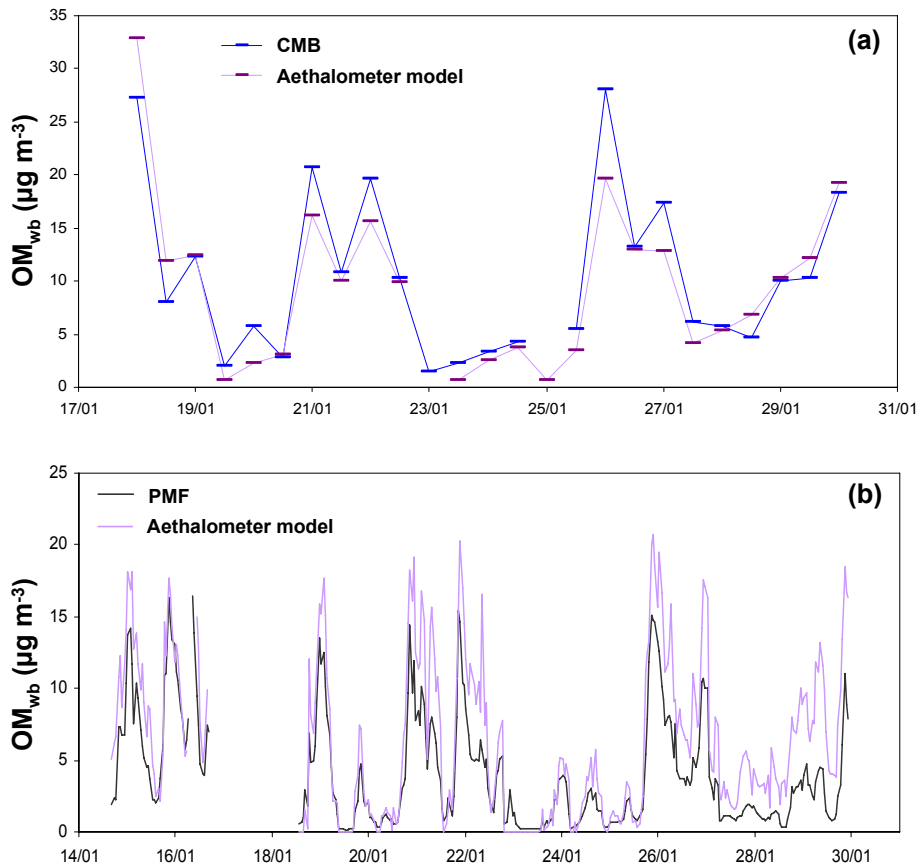 35
30
25
20
15
10
5
0
OMwb (µg m-3)
CMB
Aethalometer model
(a)
17/01 19/01 21/01 23/01 25/01 27/01 29/01 31/01
25
20
15
10
5
0
OMwb (µg m-3)
PMF
Aethalometer model
(b)
14/01 16/01 18/01 20/01 22/01 24/01 26/01 28/01 30/01